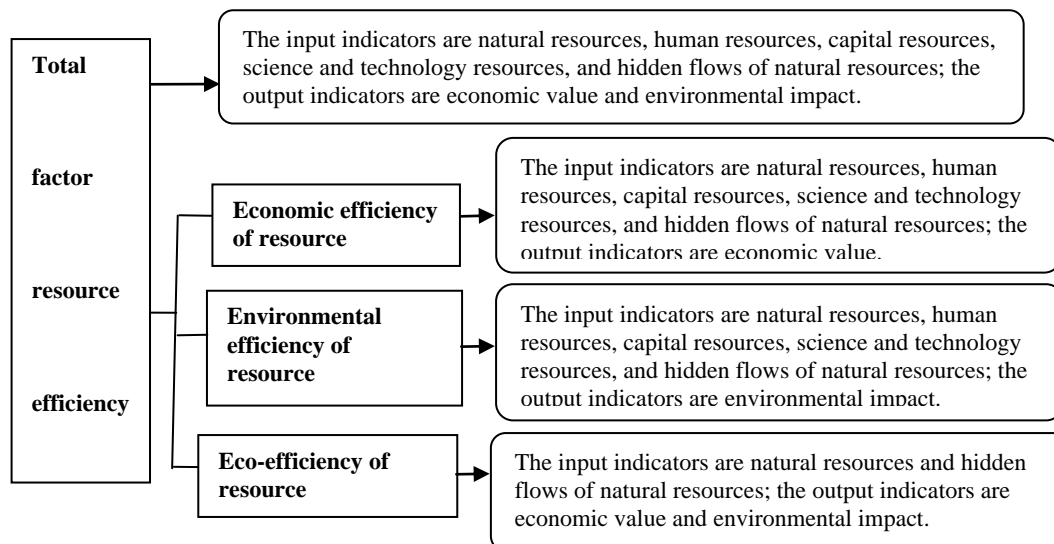 Total
factor
resource
efficiency
The input indicators are natural resources, human resources, capital resources,
science and technology resources, and hidden flows of natural resources; the
output indicators are economic value and environmental impact.
Economic efficiency
of resource
The input indicators are natural resources, human
resources, capital resources, science and technology
resources, and hidden flows of natural resources; the
output indicators are economic value.
Environmental
efficiency of
resource
The input indicators are natural resources, human
resources, capital resources, science and technology
resources, and hidden flows of natural resources; the
output indicators are environmental impact.
Eco-efficiency of
resource
The input indicators are natural resources and hidden
flows of natural resources; the output indicators are
economic value and environmental impact.